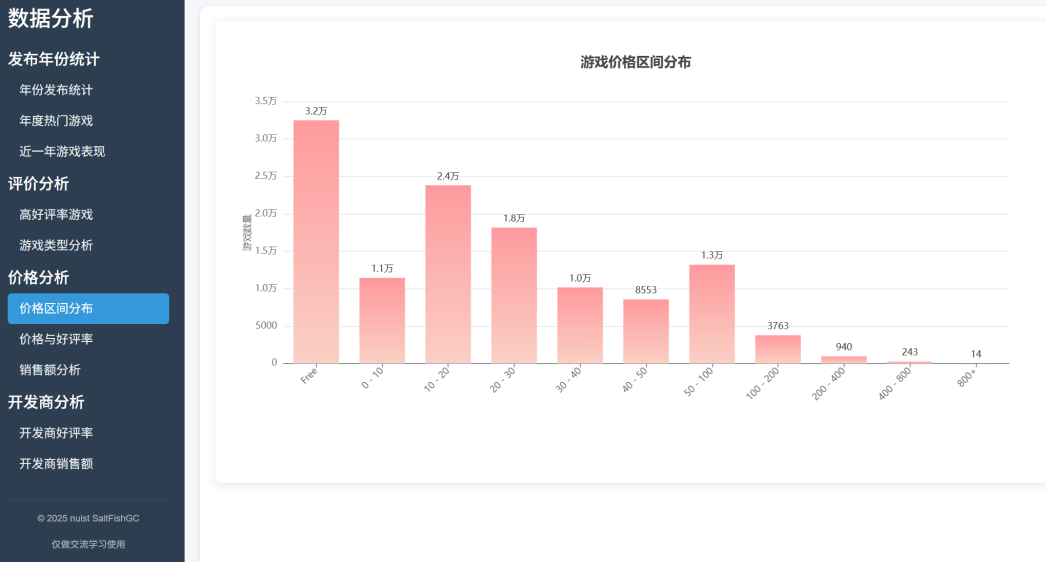 数据分析
发布年份统计
年份发布统计
年度热门游戏
近一年游戏表现
评价分析
高好评率游戏
游戏类型分析
价格分析
价格区间分布
价格与好评率
销售额分析
开发商分析
开发商好评率
开发商销售额
© 2025 nuist SaltFishGC
仅做交流学习使用
游戏价格区间分布
游戏数量
3.5万
3.0万
2.5万
2.0万
1.5万
1.0万
5000
0
3.2万
1.1万
2.4万
1.8万
1.0万
8553
1.3万
3763
940
243
14
Free
0 - 10
10 - 20
20 - 30
30 - 40
40 - 50
50 - 100
100 - 200
200 - 400
400 - 800
800+